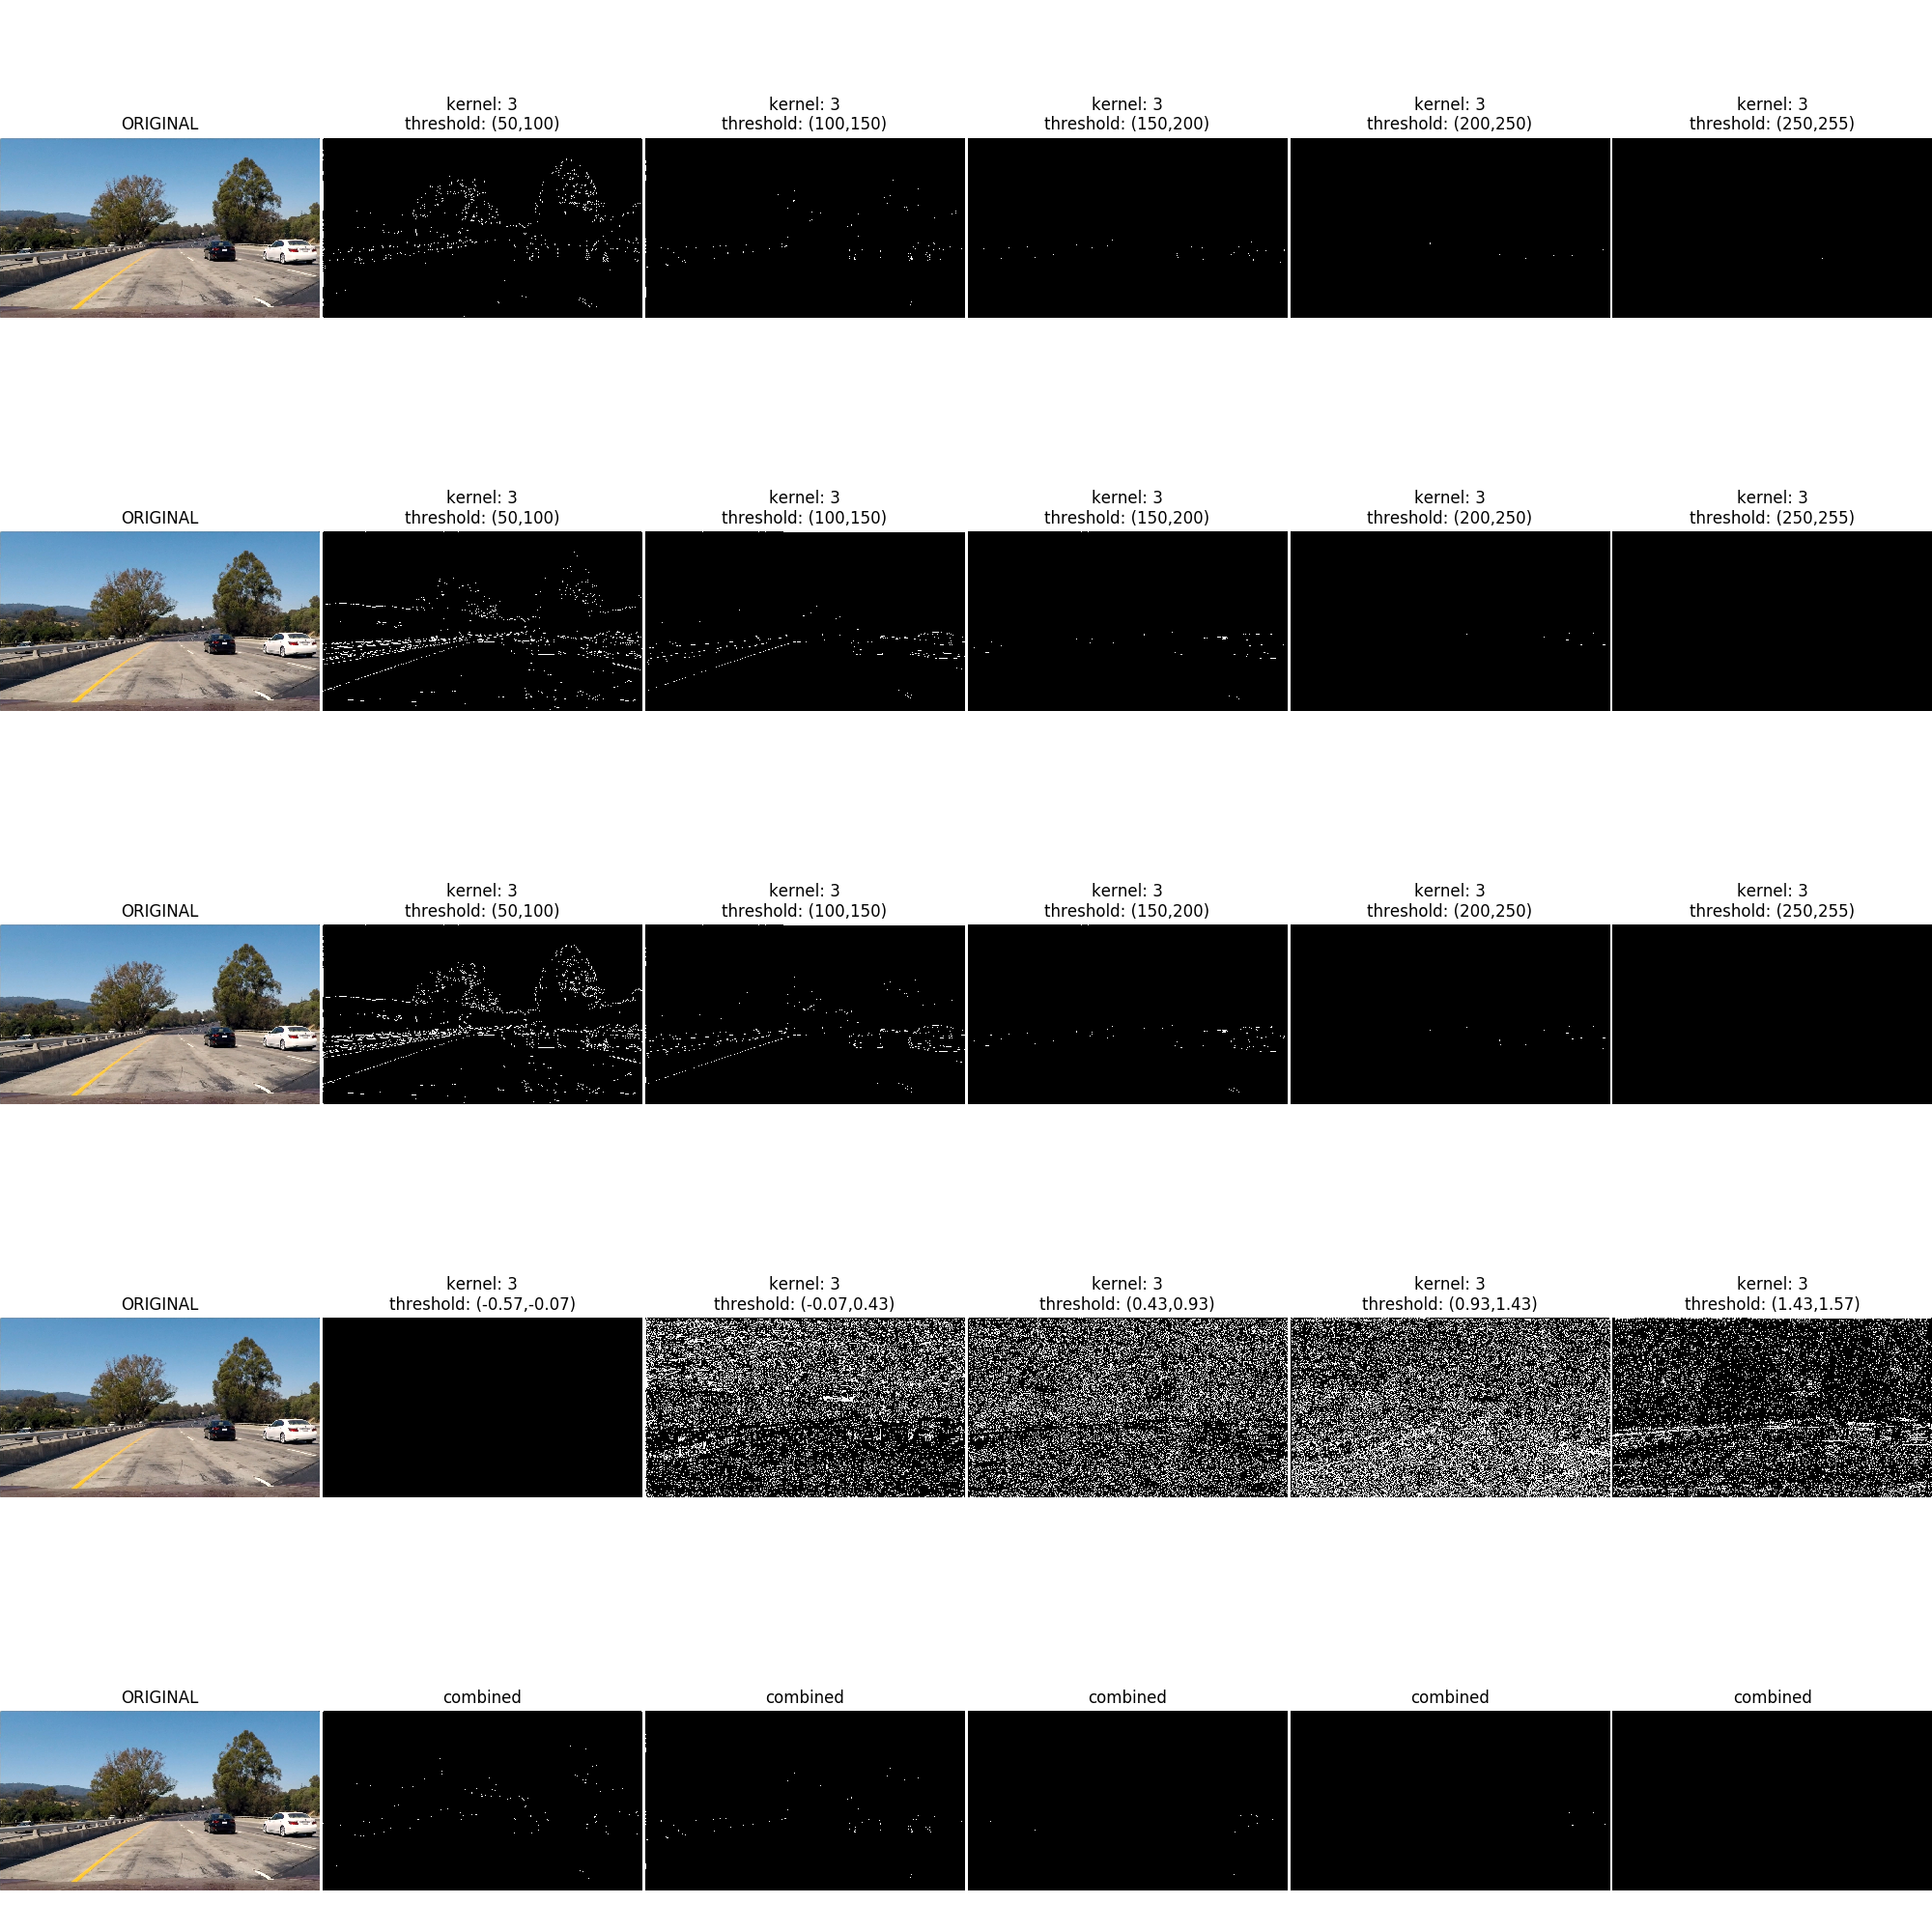 kernel: 3 kernel: 3 kernel: 3 kernel: 3 kernel: 3
ORIGINAL threshold: (50,100) threshold: (100,150) threshold: (150,200) threshold: (200,250) threshold: (250,255)
kernel: 3 kernel: 3 kernel: 3 kernel: 3 kernel: 3
ORIGINAL threshold: (50,100) threshold: (100,150) threshold: (150,200) threshold: (200,250) threshold: (250,255)
kernel: 3 kernel: 3 kernel: 3 kernel: 3 kernel: 3
ORIGINAL threshold: (50,100) threshold: (100,150) threshold: (150,200) threshold: (200,250) threshold: (250,255)
kernel: 3 kernel: 3 kernel: 3 kernel: 3 kernel: 3
ORIGINAL threshold: (-0.57,-0.07) threshold: (-0.07,0.43) threshold: (0.43,0.93) threshold: (0.93,1.43) threshold: (1.43,1.57)
ORIGINAL combined combined combined combined combined